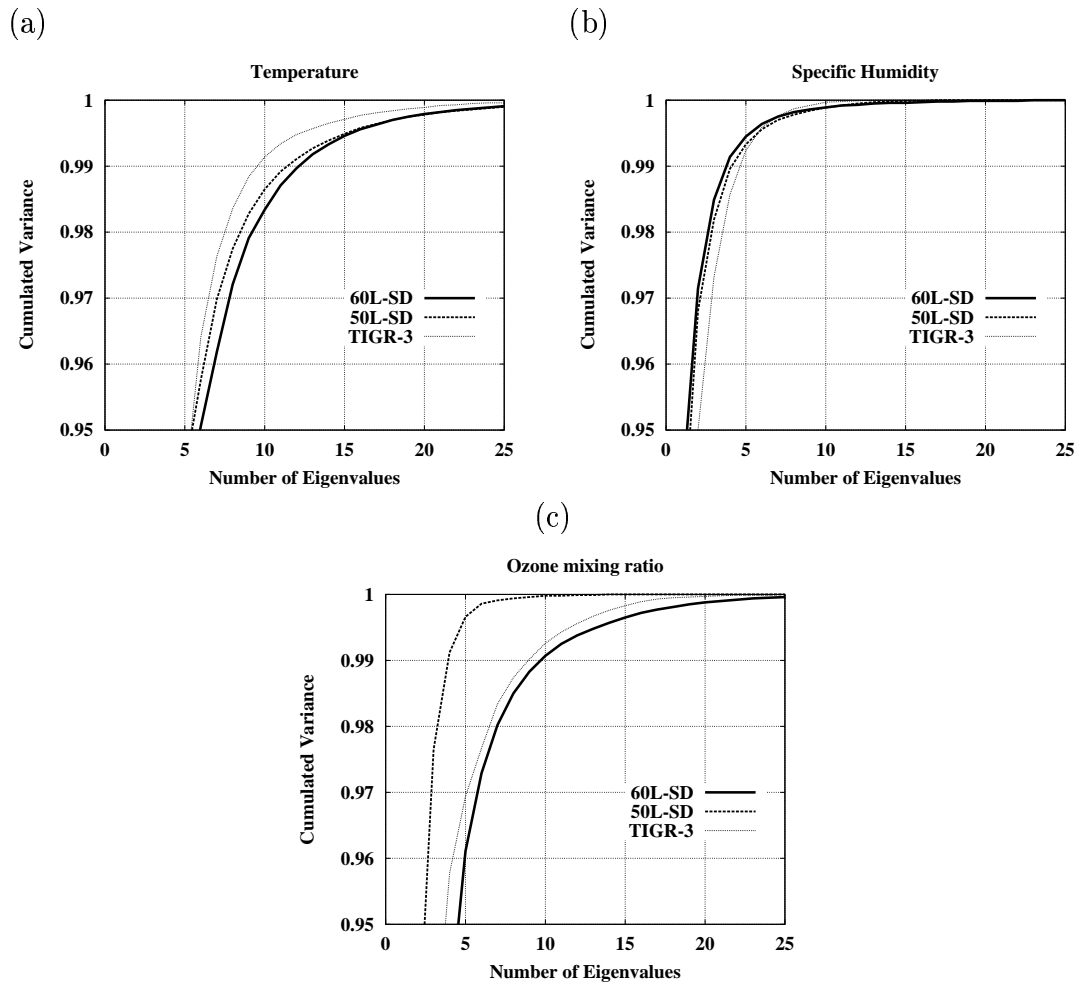 (a)
Temperature
Cumulated Variance
1
0.99
0.98
0.97
0.96
0.95
0 5 10 15 20 25
Number of Eigenvalues
60L-SD
50L-SD
TIGR-3
(b)
Specific Humidity
Cumulated Variance
1
0.99
0.98
0.97
0.96
0.95
0 5 10 15 20 25
Number of Eigenvalues
60L-SD
50L-SD
TIGR-3
(c)
Ozone mixing ratio
Cumulated Variance
1
0.99
0.98
0.97
0.96
0.95
0 5 10 15 20 25
Number of Eigenvalues
60L-SD
50L-SD
TIGR-3